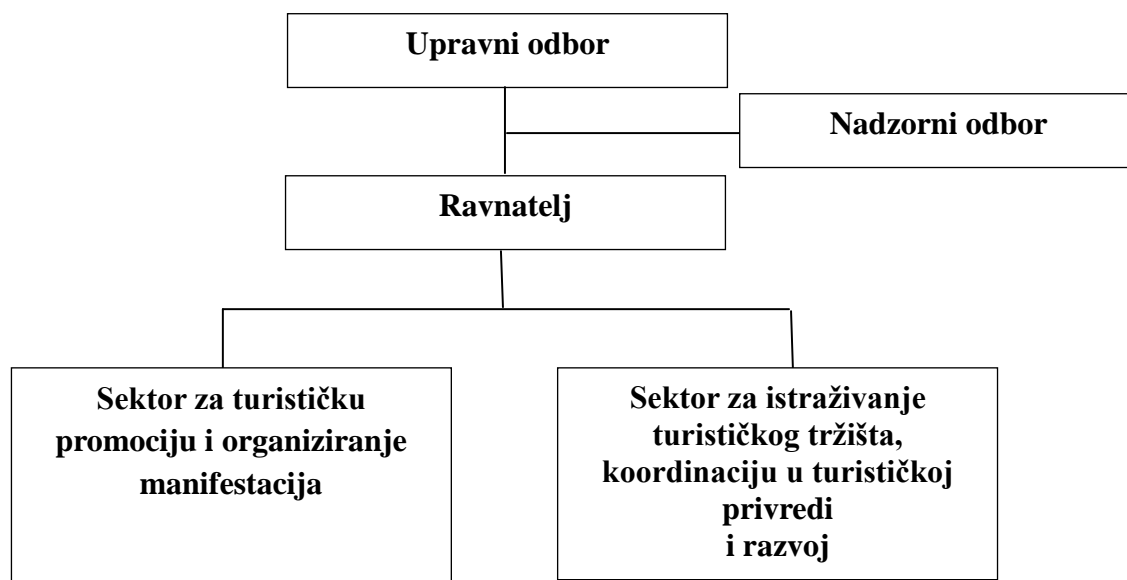 Upravni odbor
Nadzorni odbor
Ravnatelj
Sektor za turističku
promociju i organiziranje
manifestacija
Sektor za istraživanje
turističkog tržišta,
koordinaciju u turističkoj
privredi
i razvoj